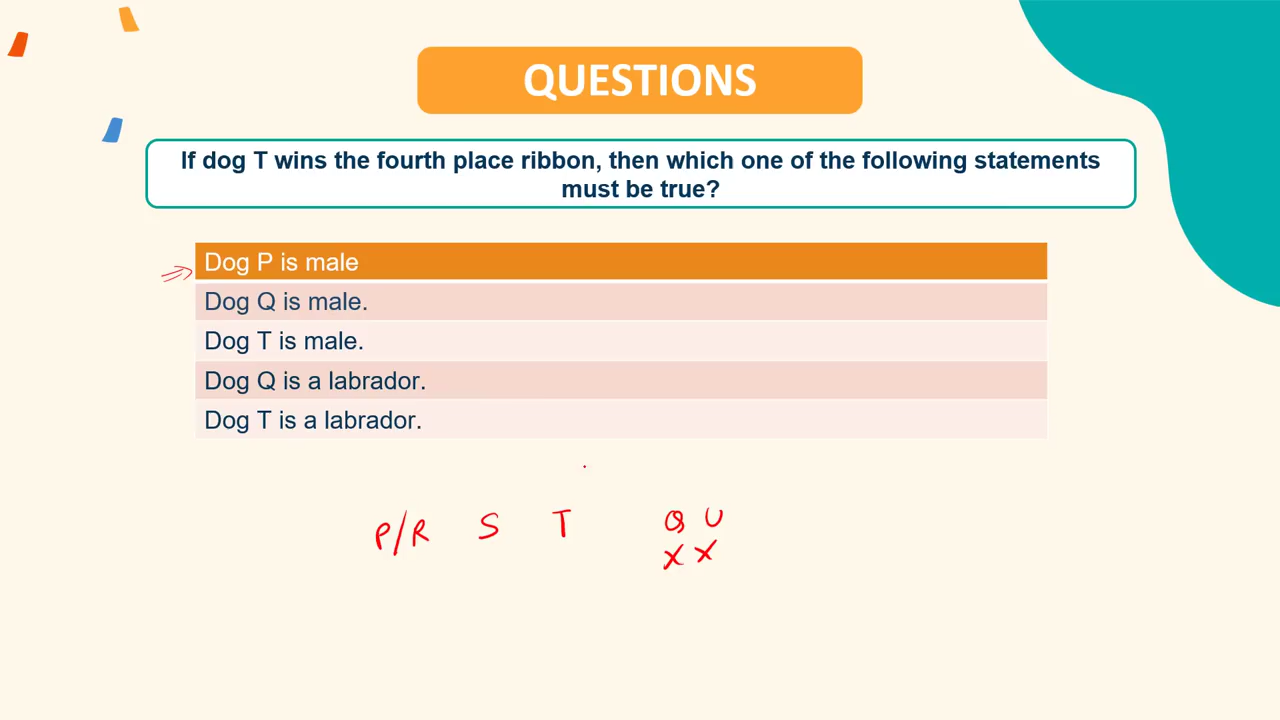 QUESTIONS
If dog T wins the fourth place ribbon, then which one of the following statements
must be true?
Dog P is male
Dog Q is male.
Dog T is male.
Dog Q is a labrador.
Dog T is a labrador.
P/R S T Q U
X X